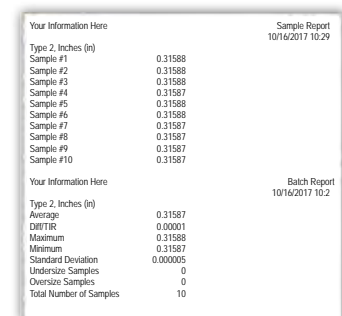 Your Information Here Sample Report
10/16/2017 10:29
Type 2, Inches (in)
Sample #1 0.31588
Sample #2 0.31588
Sample #3 0.31588
Sample #4 0.31587
Sample #5 0.31588
Sample #6 0.31588
Sample #7 0.31587
Sample #8 0.31587
Sample #9 0.31587
Sample #10 0.31587
Your Information Here Batch Report
10/16/2017 10:2
Type 2, Inches (in)
Average 0.31587
Diff/TIR 0.00001
Maximum 0.31588
Minimum 0.31587
Standard Deviation 0.000005
Undersize Samples 0
Oversize Samples 0
Total Number of Samples 10